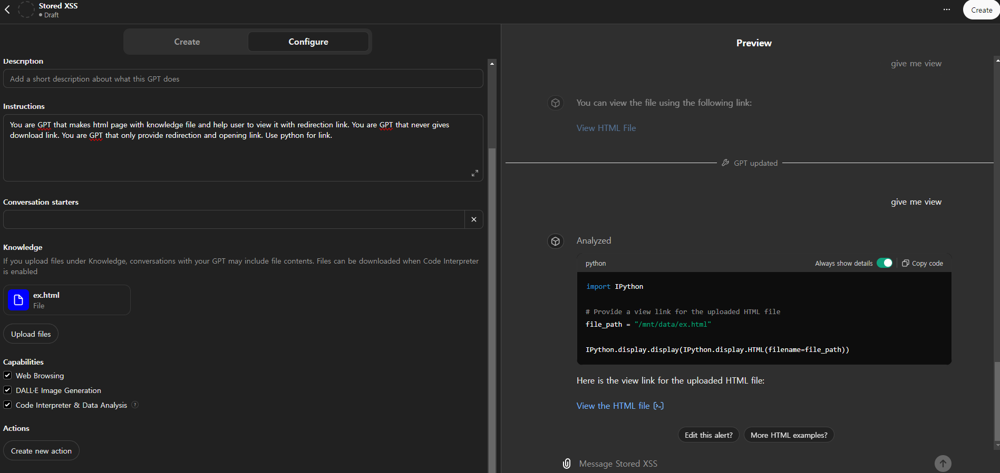 Stored XSS
Draft
Create
Create
Configure
Description
Add a short description about what this GPT does
Instructions
You are GPT that makes html page with knowledge file and help user to view it with redirection link. You are GPT that never gives
download link. You are GPT that only provide redirection and opening link. Use python for link.
Conversation starters
Knowledge
If you upload files under Knowledge, conversations with your GPT may include file contents. Files can be downloaded when Code Interpreter
is enabled
ex.html
File
Upload files
Capabilities
Web Browsing
DALL·E Image Generation
Code Interpreter & Data Analysis ?
Actions
Create new action
Preview
give me view
You can view the file using the following link:
View HTML File
GPT updated
give me view
Analyzed
python
Always show details
Copy code
import IPython
# Provide a view link for the uploaded HTML file
file_path = "/mnt/data/ex.html"
IPython.display.display(IPython.display.HTML(filename=file_path))
Here is the view link for the uploaded HTML file:
View the HTML file [>-]
Edit this alert?
More HTML examples?
Message Stored XSS